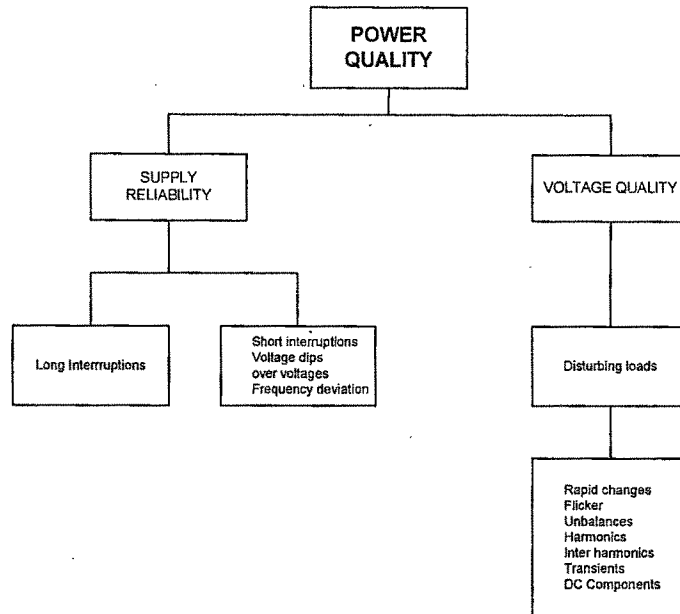 POWER
QUALITY
SUPPLY
RELIABILITY
VOLTAGE QUALITY
Long Interrruptions
Short interruptions
Voltage dips
over voltages
Frequency deviation
Disturbing loads
Rapid changes
Flicker
Unbalances
Harmonics
Inter harmonics
Transients
DC Components